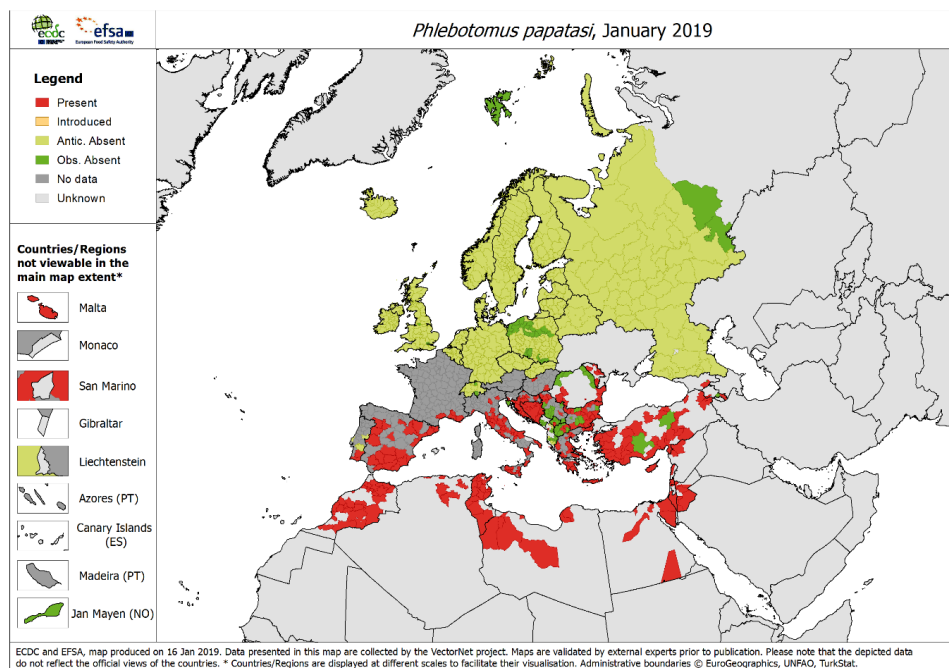 ecdc
efsa
European Food Safety Authority
Phlebotomus papatasi, January 2019
Legend
Present
Introduced
Antic. Absent
Obs. Absent
No data
Unknown
Countries/Regions
not viewable in the
main map extent*
Malta
Monaco
San Marino
Gibraltar
Liechtenstein
Azores (PT)
Canary Islands
(ES)
Madeira (PT)
Jan Mayen (NO)
ECDC and EFSA, map produced on 16 Jan 2019. Data presented in this map are collected by the VectorNet project. Maps are validated by external experts prior to publication. Please note that the depicted data
do not reflect the official views of the countries. * Countries/Regions are displayed at different scales to facilitate their visualisation. Administrative boundaries © EuroGeographics, UNFAO, TurkStat.